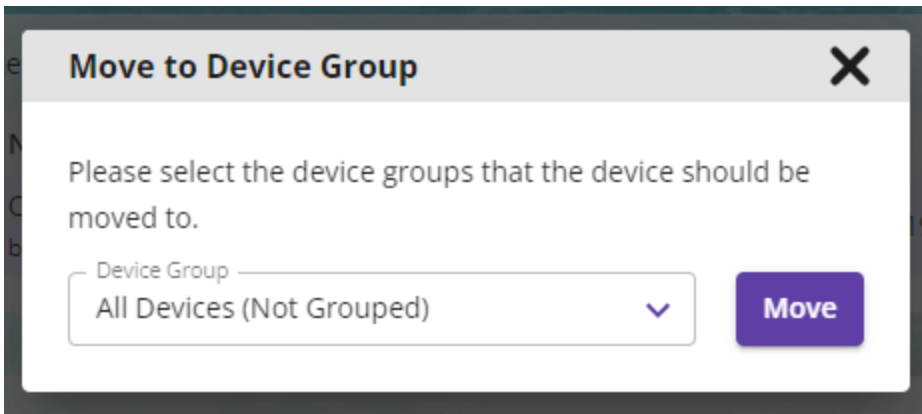 Move to Device Group
Please select the device groups that the device should be
moved to.
Device Group
All Devices (Not Grouped)
Move